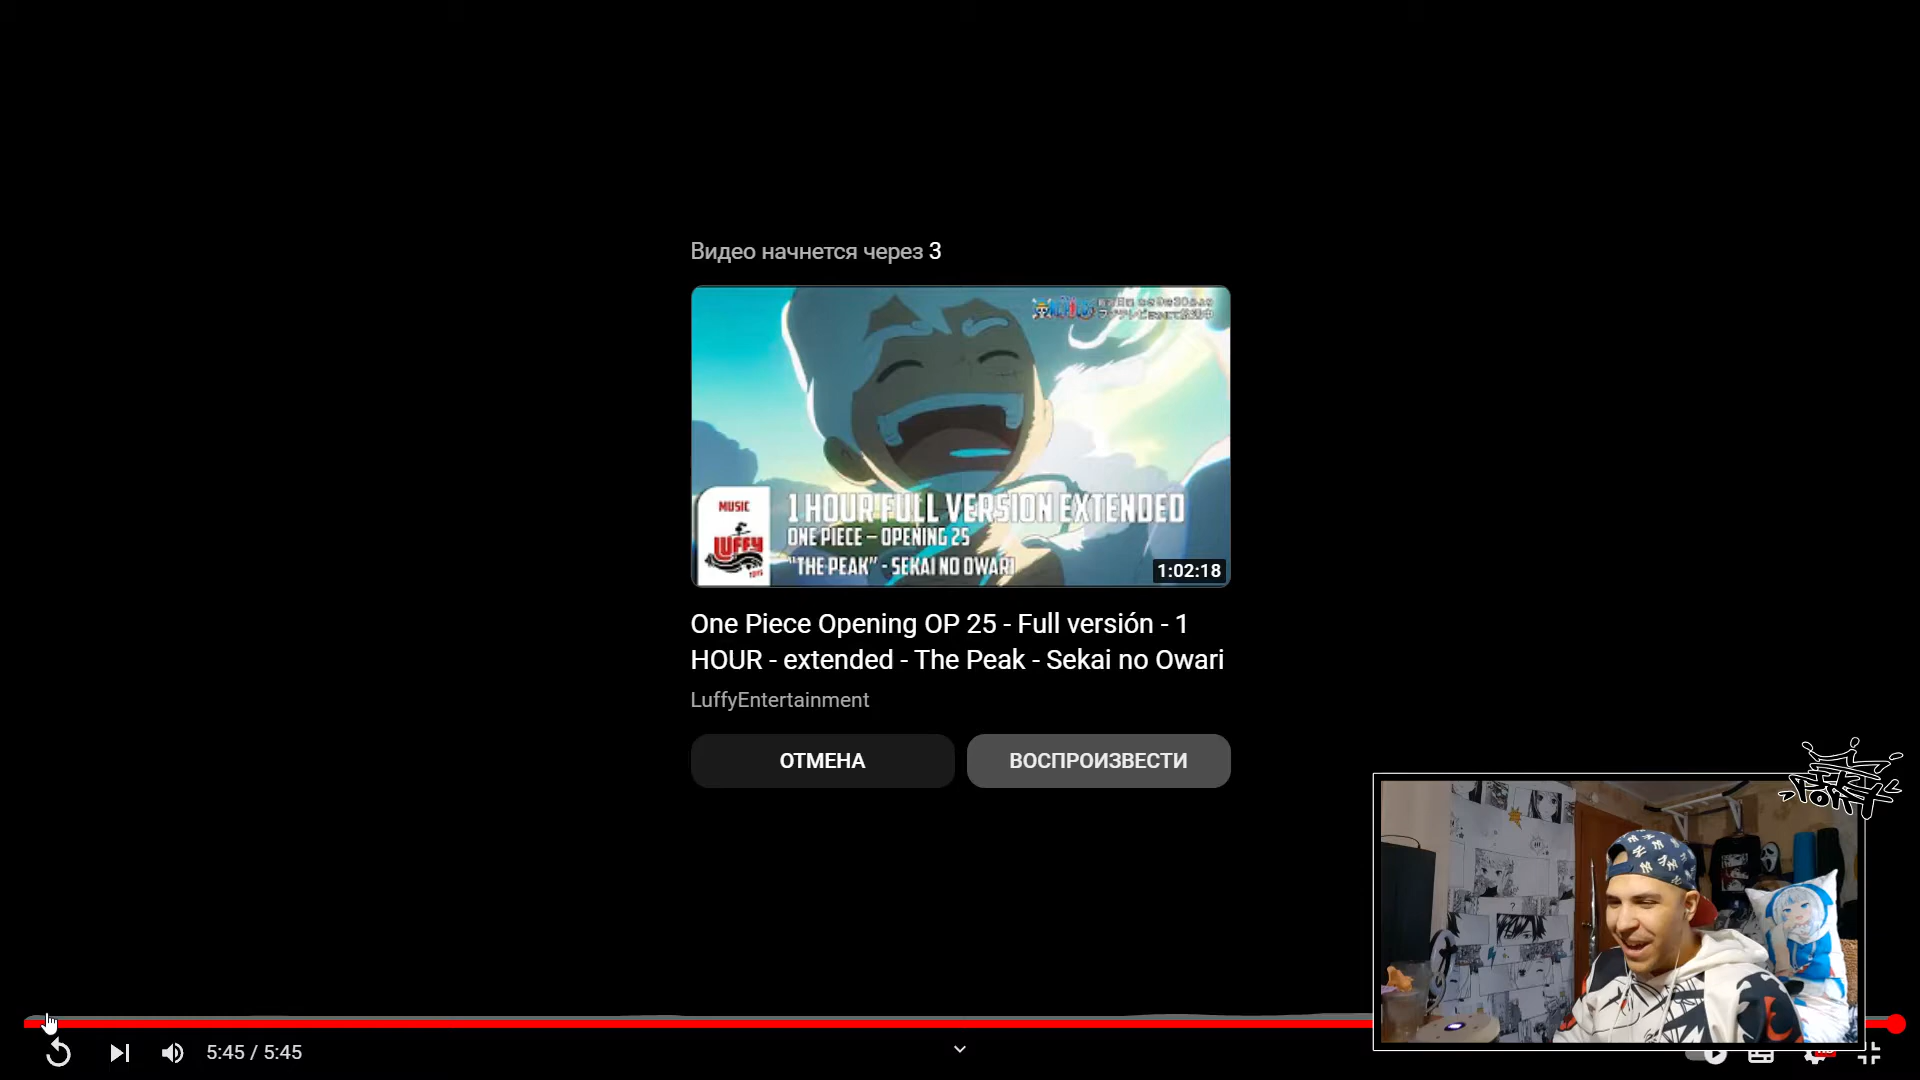 Видео начнется через 3
MUSIC
LUFFY
1 HOUR FULL VERSION EXTENDED
ONE PIECE – OPENING 25
"THE PEAK" - SEKAI NO OWARI
1:02:18
One Piece Opening OP 25 - Full versión - 1
HOUR - extended - The Peak - Sekai no Owari
LuffyEntertainment
ОТМЕНА
ВОСПРОИЗВЕСТИ
5:45 / 5:45